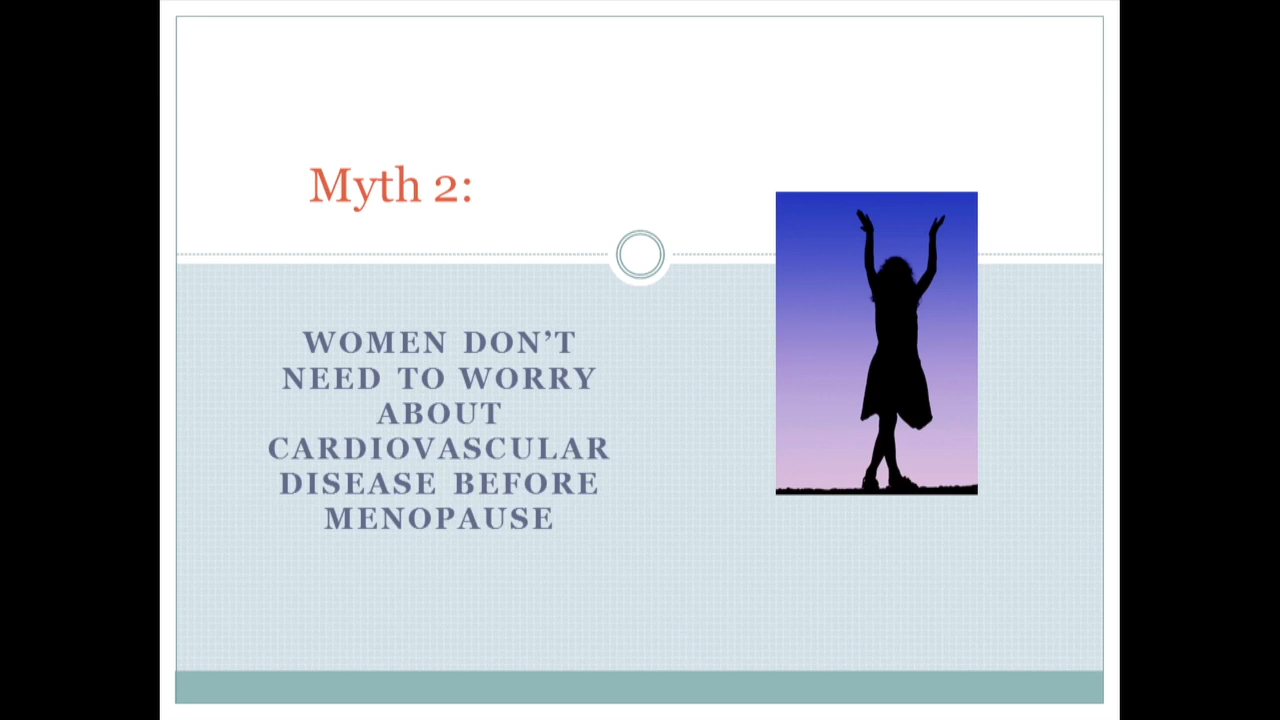 Myth 2:
WOMEN DON'T
NEED TO WORRY
ABOUT
CARDIOVASCULAR
DISEASE BEFORE
MENOPAUSE